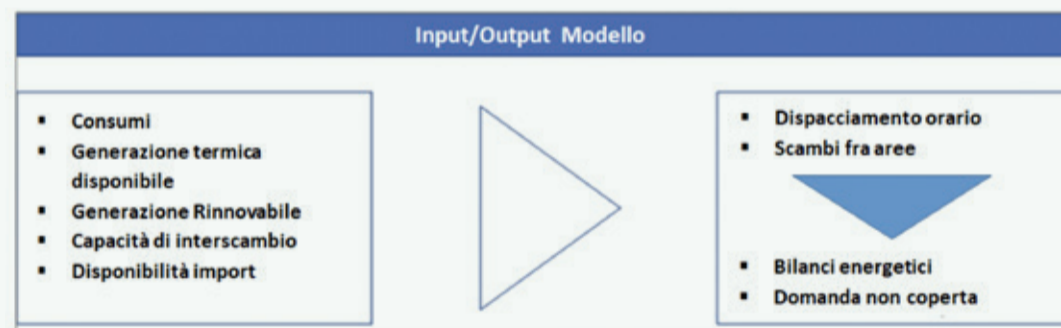 Input/Output Modello
Consumi
Generazione termica
disponibile
Generazione Rinnovabile
Capacità di interscambio
Disponibilità import
Dispacciamento orario
Scambi fra aree
Bilanci energetici
Domanda non coperta